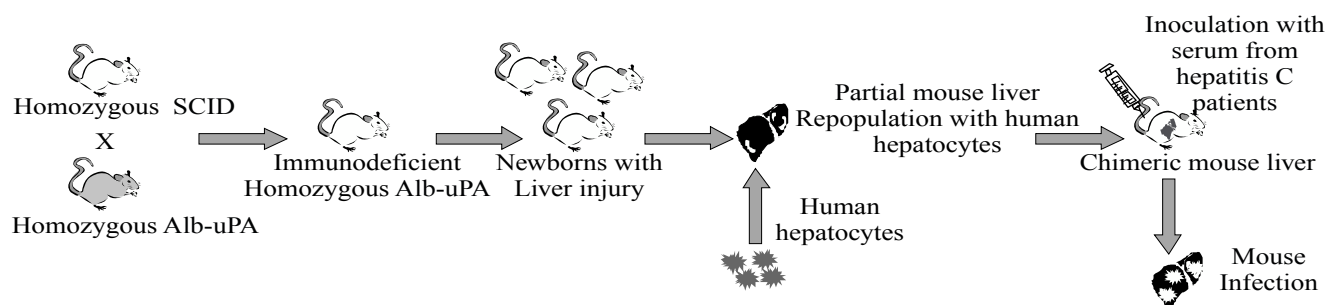 Homozygous SCID
X
Homozygous Alb-uPA
Immunodeficient
Homozygous Alb-uPA
Newborns with
Liver injury
Human
hepatocytes
Partial mouse liver
Repopulation with human
hepatocytes
Inoculation with
serum from
hepatitis C
patients
Chimeric mouse liver
Mouse
Infection